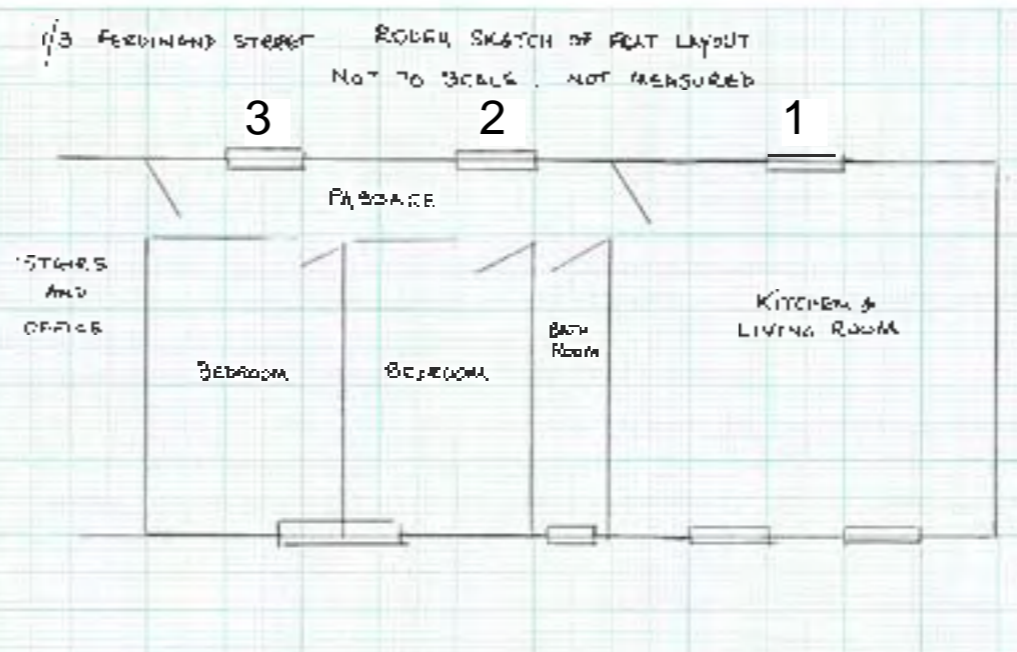 1/3 FERDINAND STREET ROUGH SKETCH OF FLAT LAYOUT
NOT TO SCALE. NOT MEASURED
3 2 1
PASSAGE
STAIRS
AND
OFFICE
KITCHEN &
LIVING ROOM
BATH
ROOM
BEDROOM BEDROOM